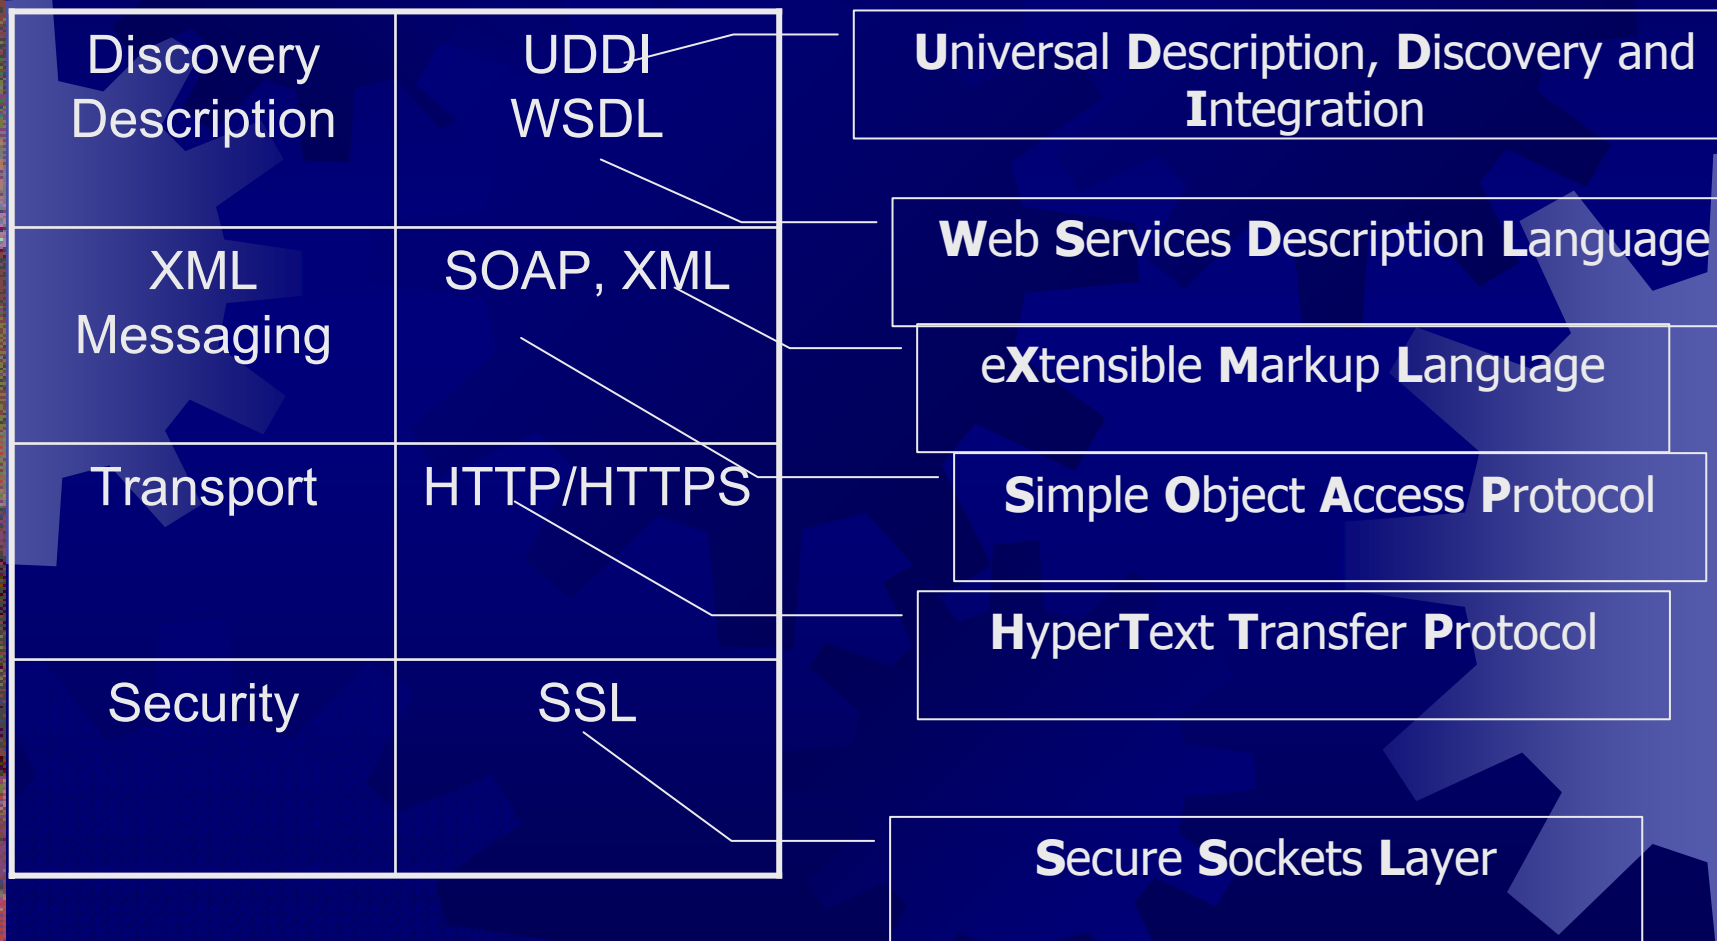 Discovery
Description
UDDI
WSDL
XML
Messaging
SOAP, XML
Transport
HTTP/HTTPS
Security
SSL
Universal Description, Discovery and
Integration
Web Services Description Language
eXtensible Markup Language
Simple Object Access Protocol
HyperText Transfer Protocol
Secure Sockets Layer